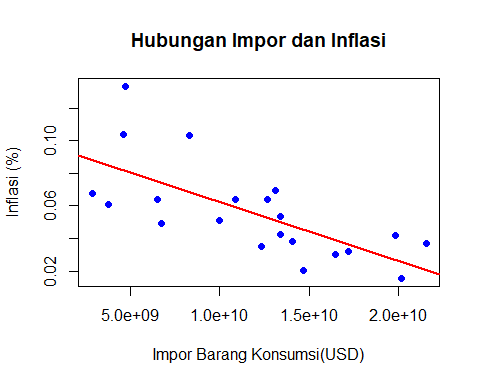 Hubungan Impor dan Inflasi
Inflasi (%)
0.10
0.06
0.02
5.0e+09 1.0e+10 1.5e+10 2.0e+10
Impor Barang Konsumsi(USD)